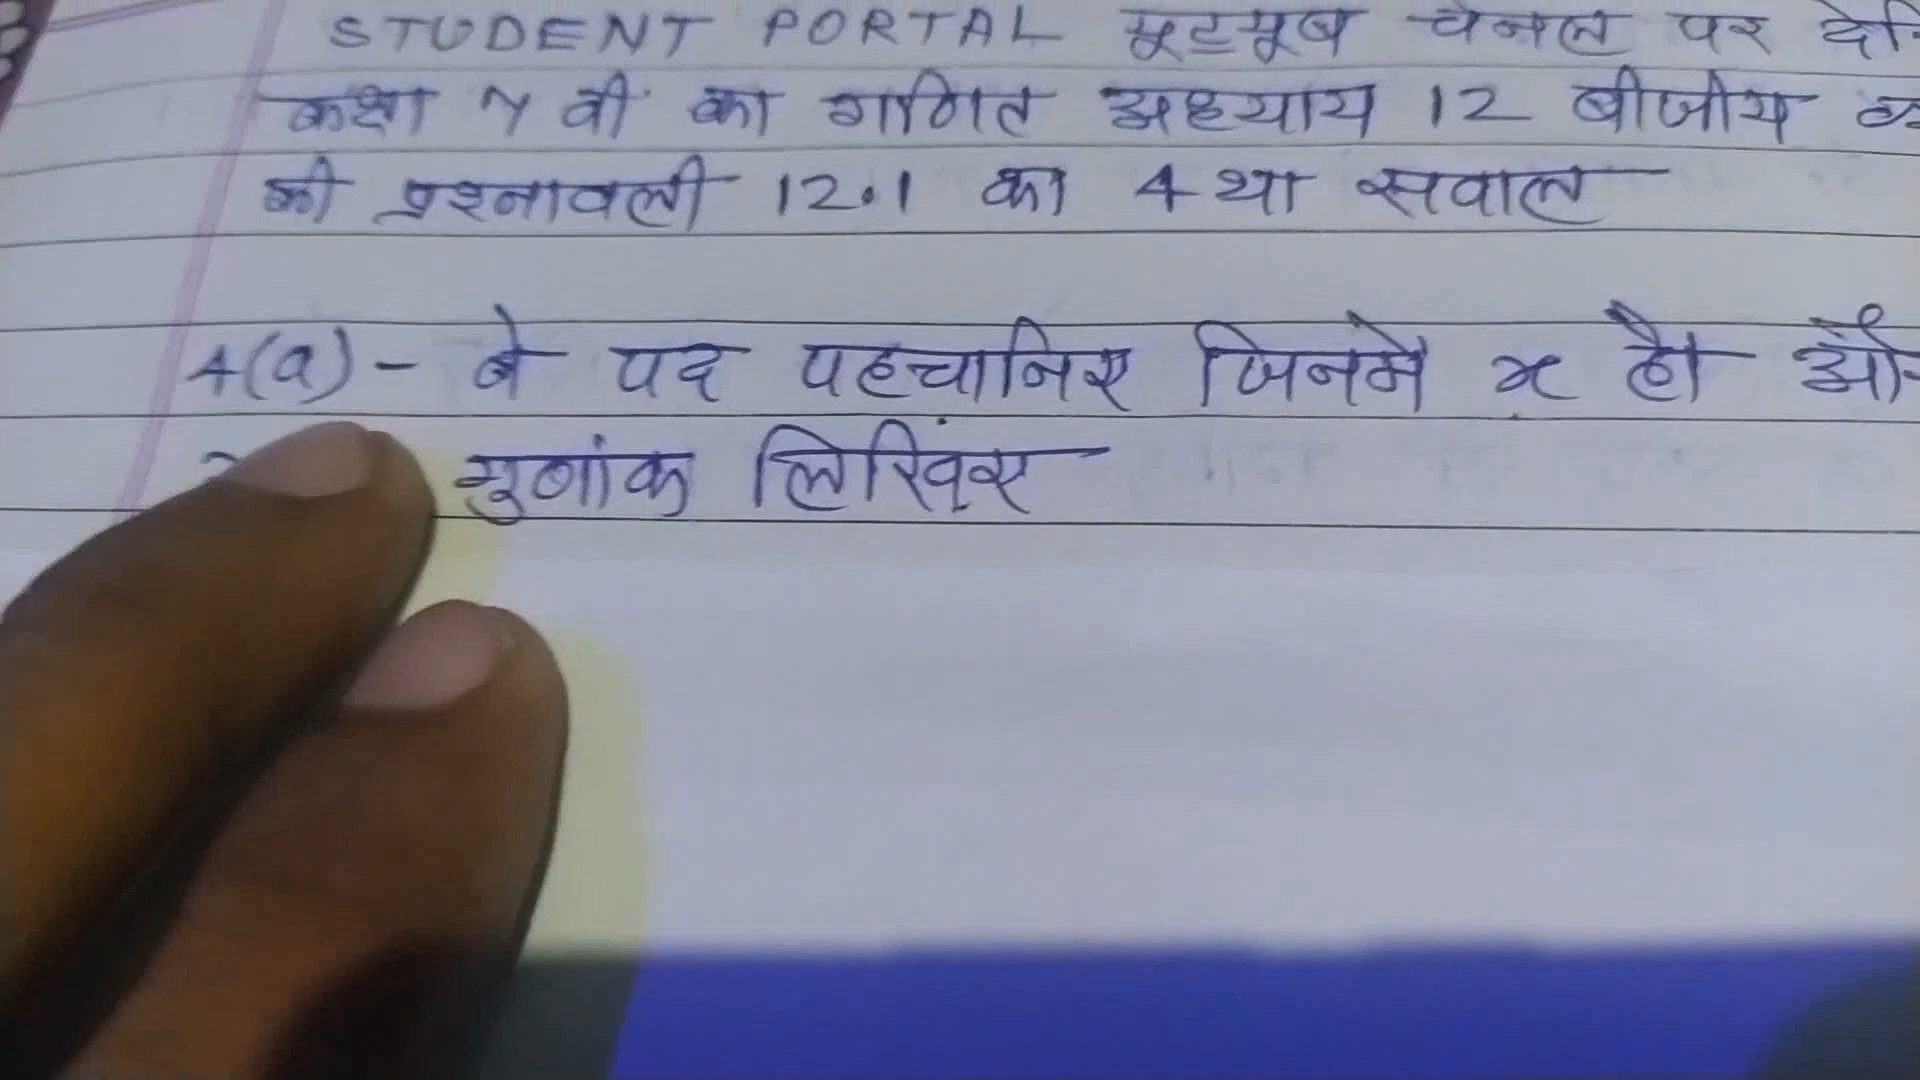 STUDENT PORTAL यूट्यूब चैनल पर
कक्षा 7 वी का गणित अध्याय 12 बीजीय
की प्रश्नावली 12.1 का 4 था सवाल
4(a) - वे पद पहचानिए जिनमे x हो
गुणांक लिखिए